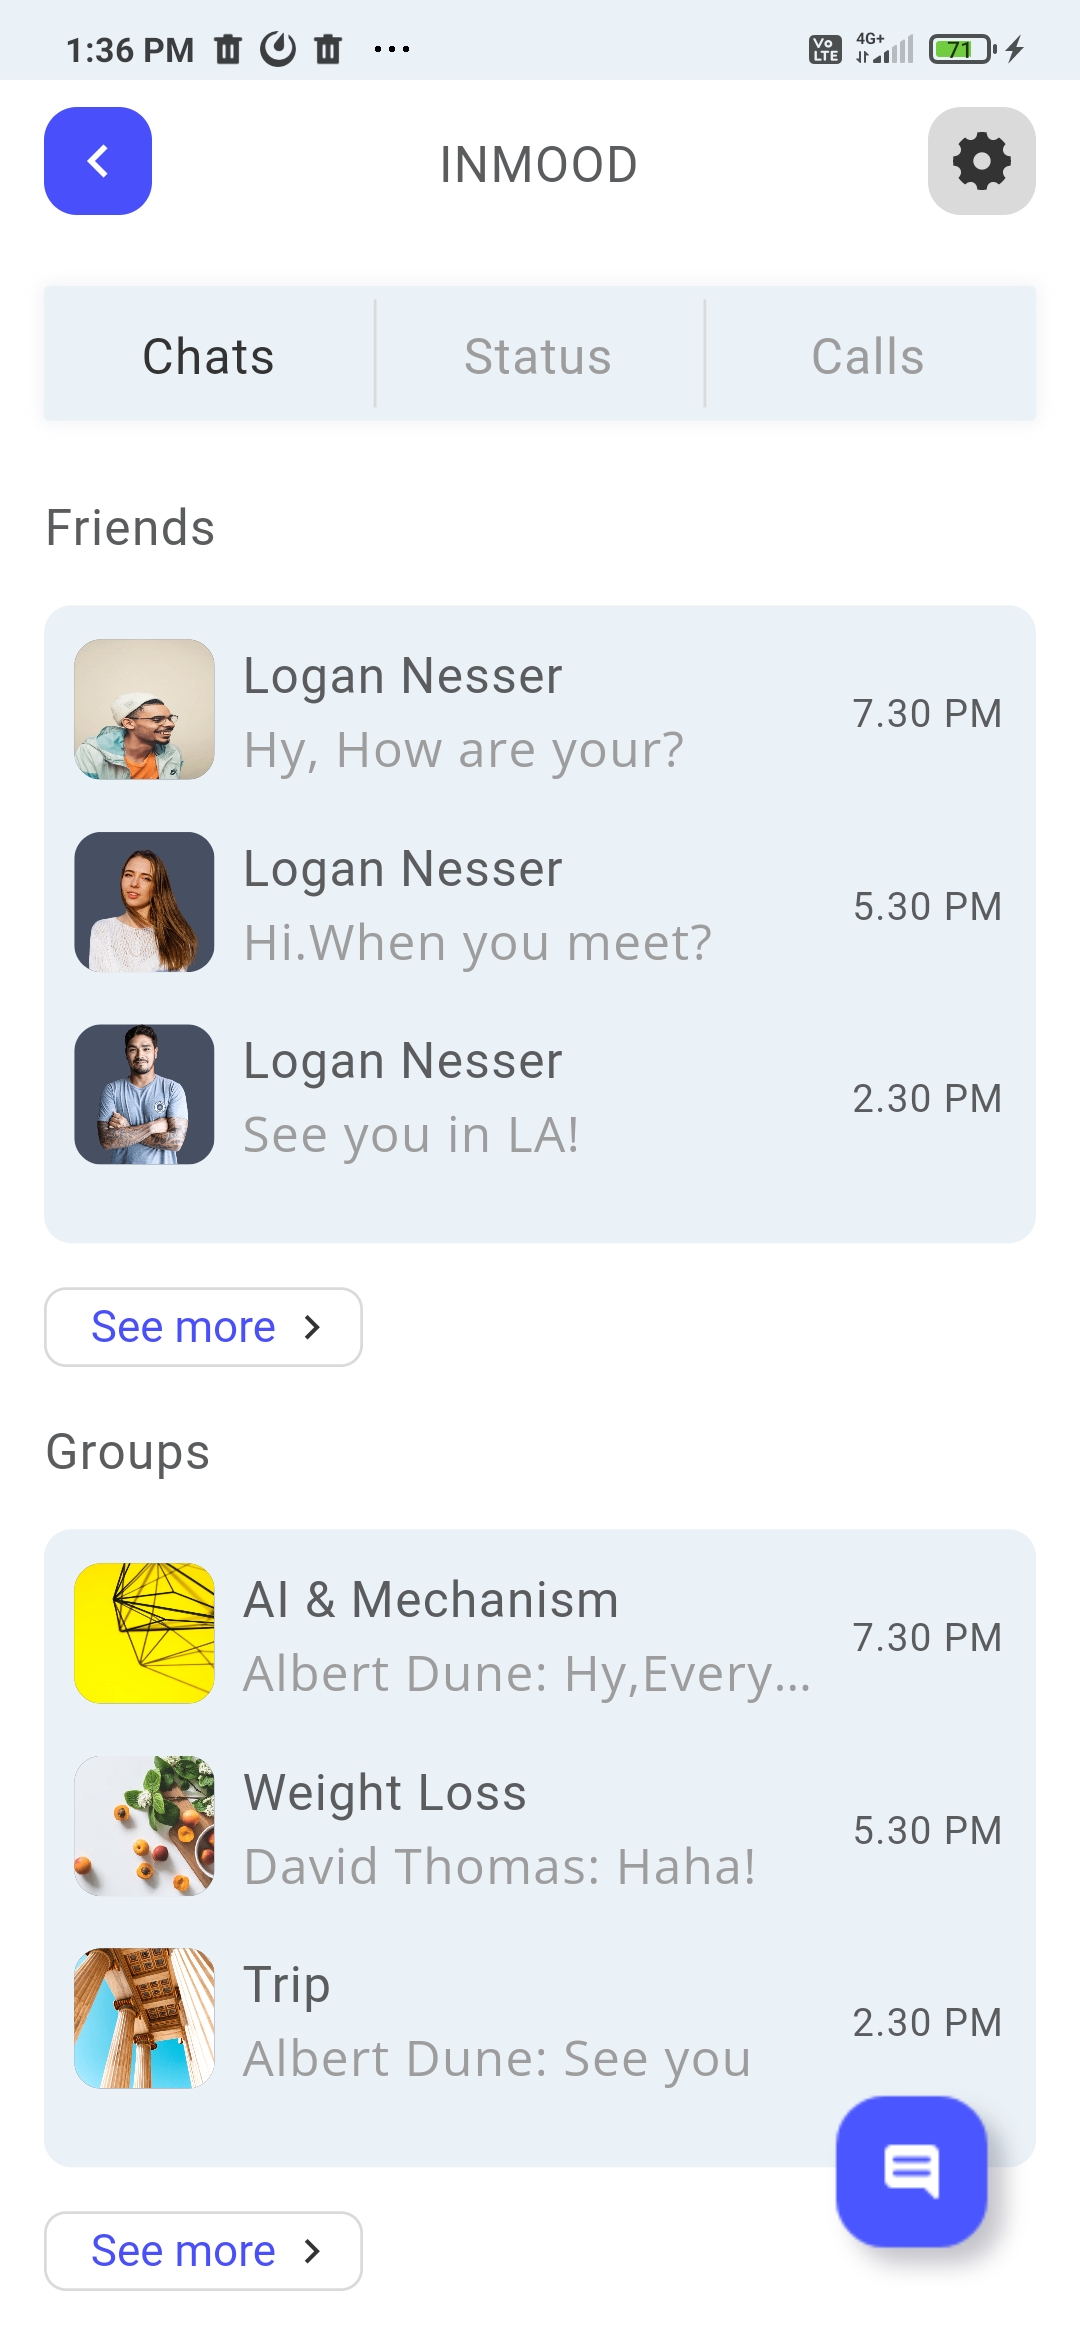 1:36 PM
Vo LTE
4G+
71
INMOOD
Chats
Status
Calls
Friends
Logan Nesser
Hy, How are your?
7.30 PM
Logan Nesser
Hi.When you meet?
5.30 PM
Logan Nesser
See you in LA!
2.30 PM
See more
Groups
AI & Mechanism
Albert Dune: Hy,Every...
7.30 PM
Weight Loss
David Thomas: Haha!
5.30 PM
Trip
Albert Dune: See you
2.30 PM
See more